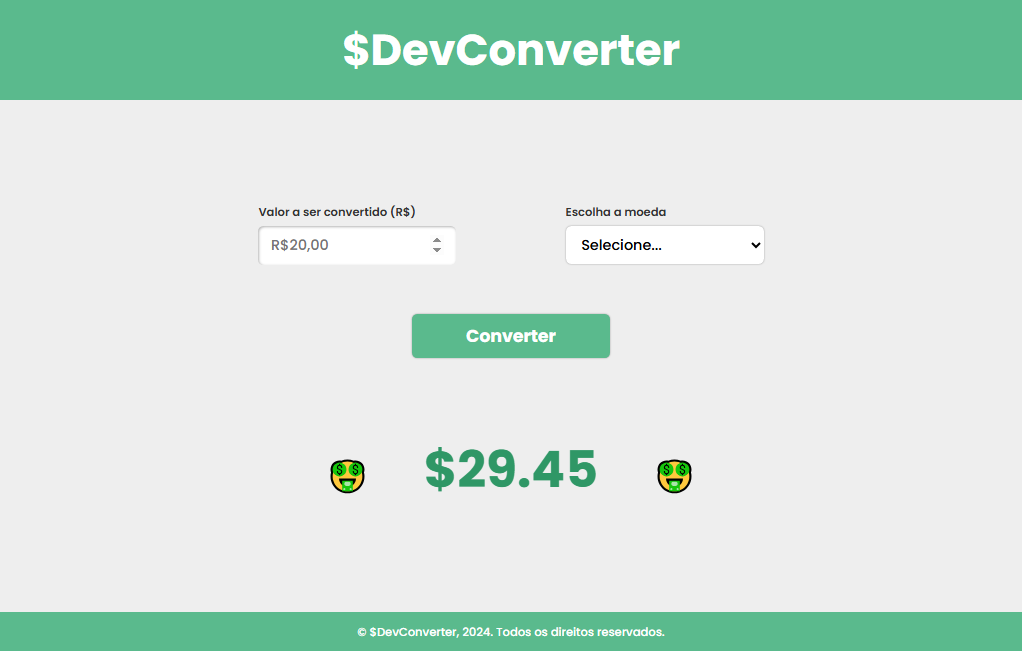 $DevConverter
Valor a ser convertido (R$)
Escolha a moeda
R$20,00
Selecione...
Converter
$29.45
© $DevConverter, 2024. Todos os direitos reservados.